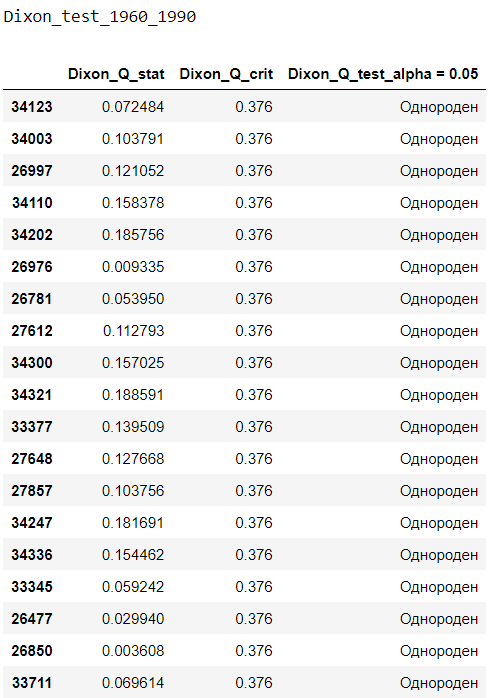 Dixon_test_1960_1990
Dixon_Q_stat Dixon_Q_crit Dixon_Q_test_alpha = 0.05
34123 0.072484 0.376 Однороден
34003 0.103791 0.376 Однороден
26997 0.121052 0.376 Однороден
34110 0.158378 0.376 Однороден
34202 0.185756 0.376 Однороден
26976 0.009335 0.376 Однороден
26781 0.053950 0.376 Однороден
27612 0.112793 0.376 Однороден
34300 0.157025 0.376 Однороден
34321 0.188591 0.376 Однороден
33377 0.139509 0.376 Однороден
27648 0.127668 0.376 Однороден
27857 0.103756 0.376 Однороден
34247 0.181691 0.376 Однороден
34336 0.154462 0.376 Однороден
33345 0.059242 0.376 Однороден
26477 0.029940 0.376 Однороден
26850 0.003608 0.376 Однороден
33711 0.069614 0.376 Однороден